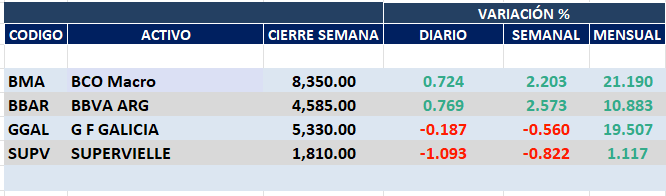 VARIACIÓN %
CODIGO ACTIVO CIERRE SEMANA DIARIO SEMANAL MENSUAL
BMA BCO Macro 8,350.00 0.724 2.203 21.190
BBAR BBVA ARG 4,585.00 0.769 2.573 10.883
GGAL G F GALICIA 5,330.00 -0.187 -0.560 19.507
SUPV SUPERVIELLE 1,810.00 -1.093 -0.822 1.117